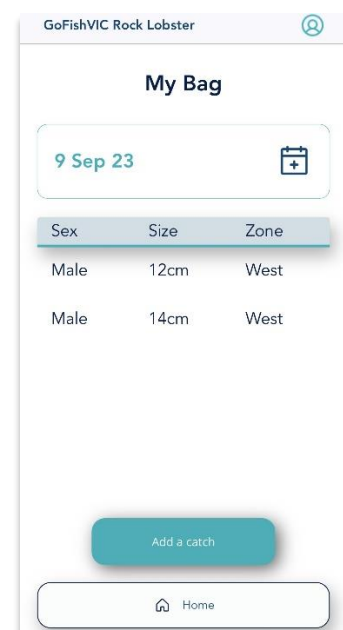 GoFishVIC Rock Lobster
My Bag
9 Sep 23
Sex Size Zone
Male 12cm West
Male 14cm West
Add a catch
Home